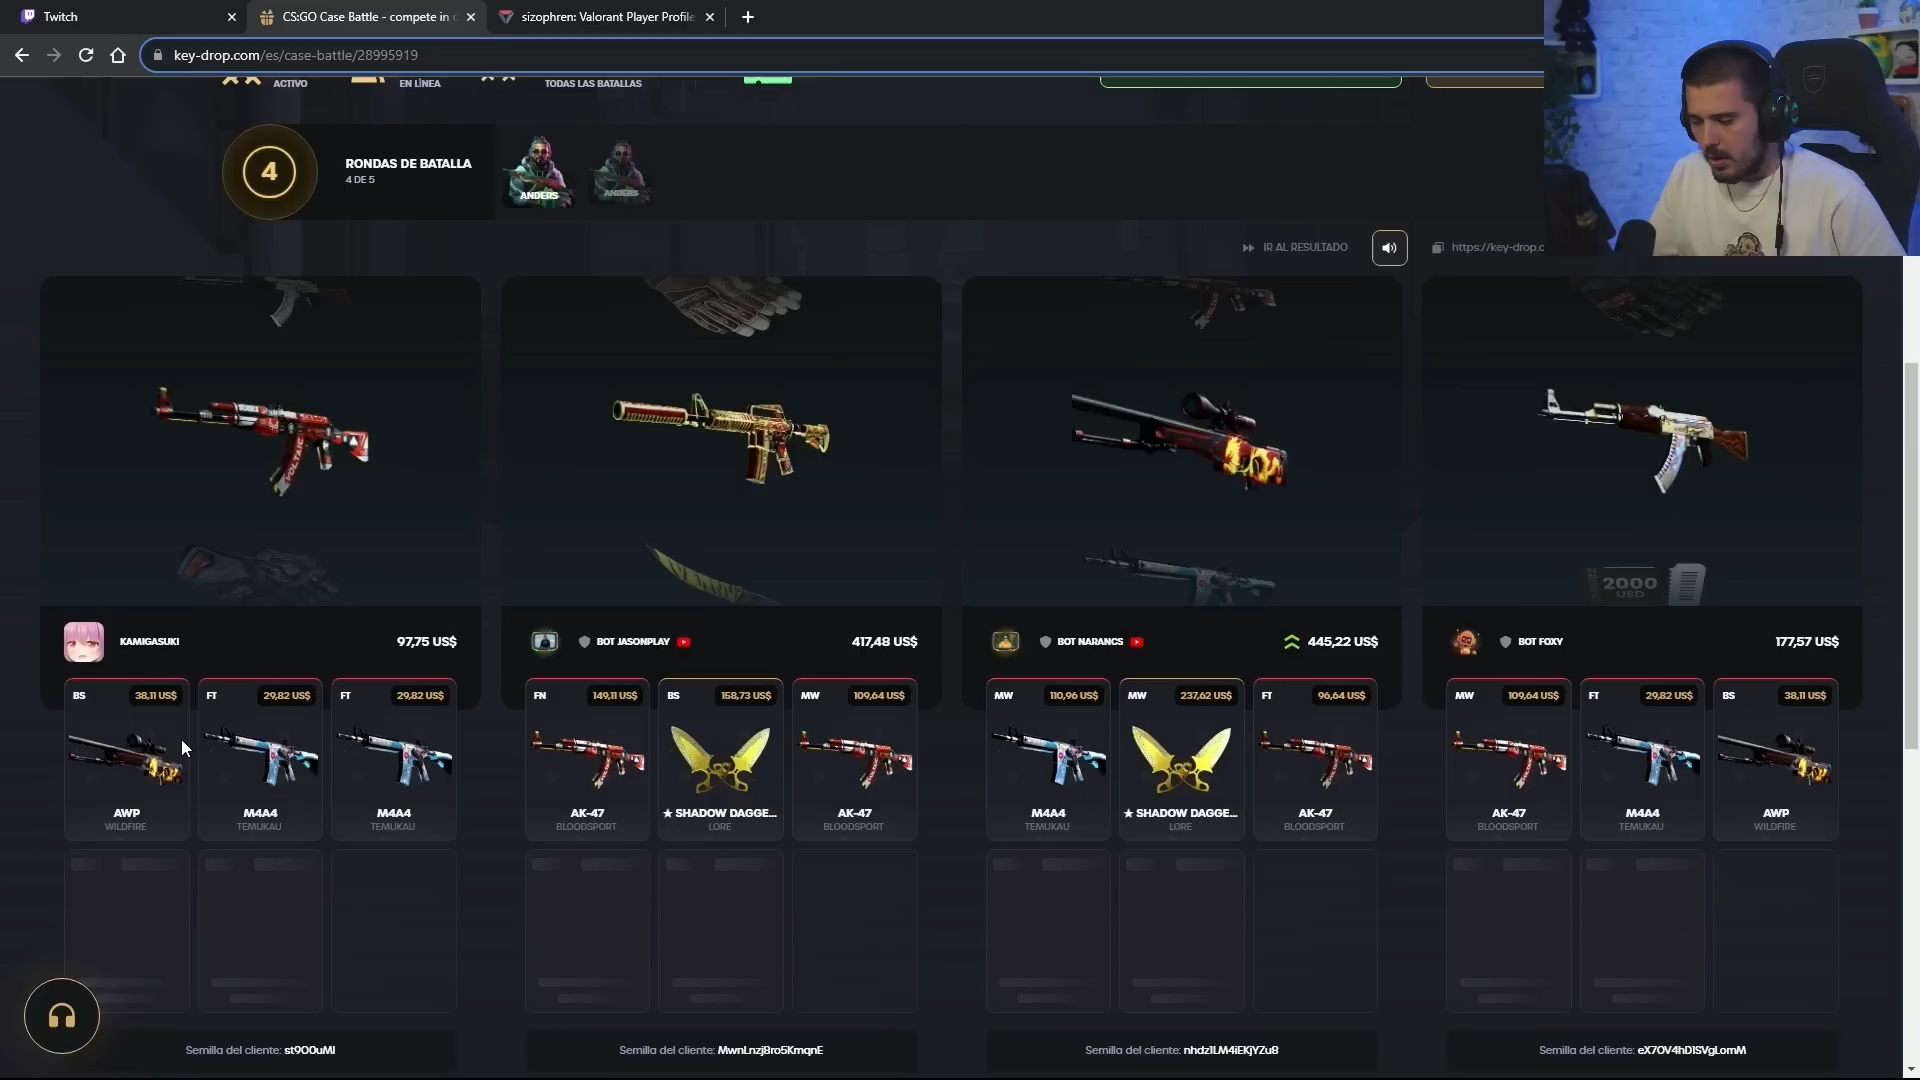 Twitch
CS:GO Case Battle - compete in
sizophren: Valorant Player Profile
key-drop.com/es/case-battle/28995919
ACTIVO
EN LÍNEA
TODAS LAS BATALLAS
4
RONDAS DE BATALLA
4 DE 5
ANDERS
ANDERS
IR AL RESULTADO
https://key-drop.c
VOLTAIC
2000
USD
KAMIGASUKI
97,75 US$
BOT JASONPLAY
417,48 US$
BOT NARANCS
445,22 US$
BOT FOXY
177,57 US$
BS
38,11 US$
FT
29,82 US$
FT
29,82 US$
FN
149,11 US$
BS
158,73 US$
MW
109,64 US$
MW
110,96 US$
MW
237,62 US$
FT
96,64 US$
MW
109,64 US$
FT
29,82 US$
BS
38,11 US$
AWP
WILDFIRE
M4A4
TEMUKAU
M4A4
TEMUKAU
AK-47
BLOODSPORT
★ SHADOW DAGGE...
LORE
AK-47
BLOODSPORT
M4A4
TEMUKAU
★ SHADOW DAGGE...
LORE
AK-47
BLOODSPORT
AK-47
BLOODSPORT
M4A4
TEMUKAU
AWP
WILDFIRE
Semilla del cliente: st9O0uMI
Semilla del cliente: MwnLnzj8ro5KmqnE
Semilla del cliente: nhdz1LM4iEKjYZu8
Semilla del cliente: eX7OV4hD1SVgLomM